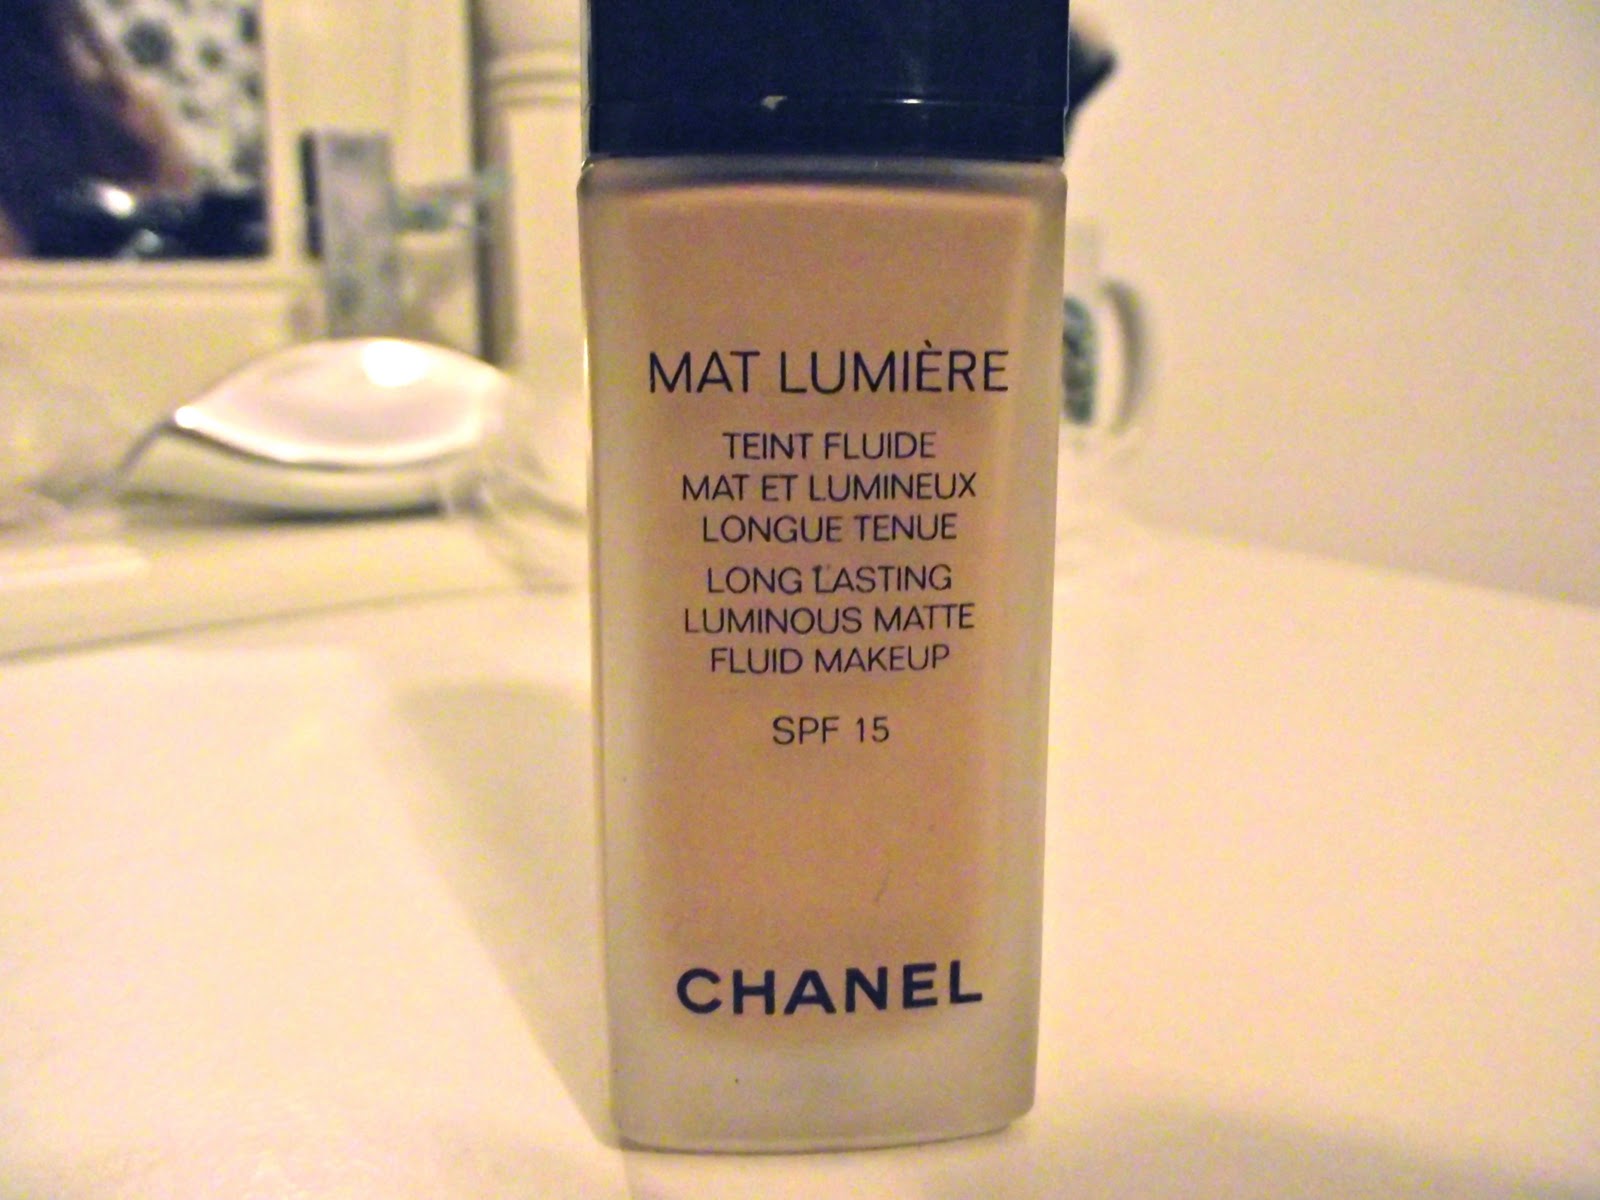 MAT LUMIÈRE
TEINT FLUIDE
MAT ET LUMINEUX
LONGUE TENUE
LONG LASTING
LUMINOUS MATTE
FLUID MAKEUP
SPF 15
CHANEL